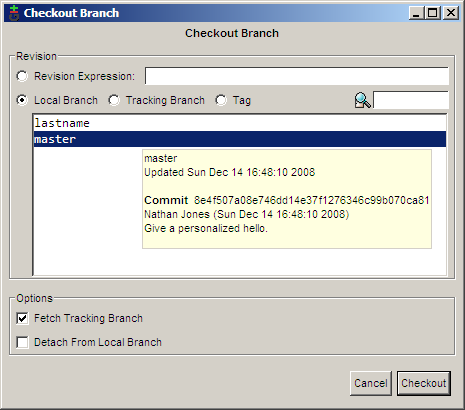 Checkout Branch
Checkout Branch
Revision
Revision Expression:
Local Branch Tracking Branch Tag
lastname
master
master
Updated Sun Dec 14 16:48:10 2008
Commit 8e4f507a08e746dd14e37f1276346c99b070ca81
Nathan Jones (Sun Dec 14 16:48:10 2008)
Give a personalized hello.
Options
Fetch Tracking Branch
Detach From Local Branch
Cancel Checkout